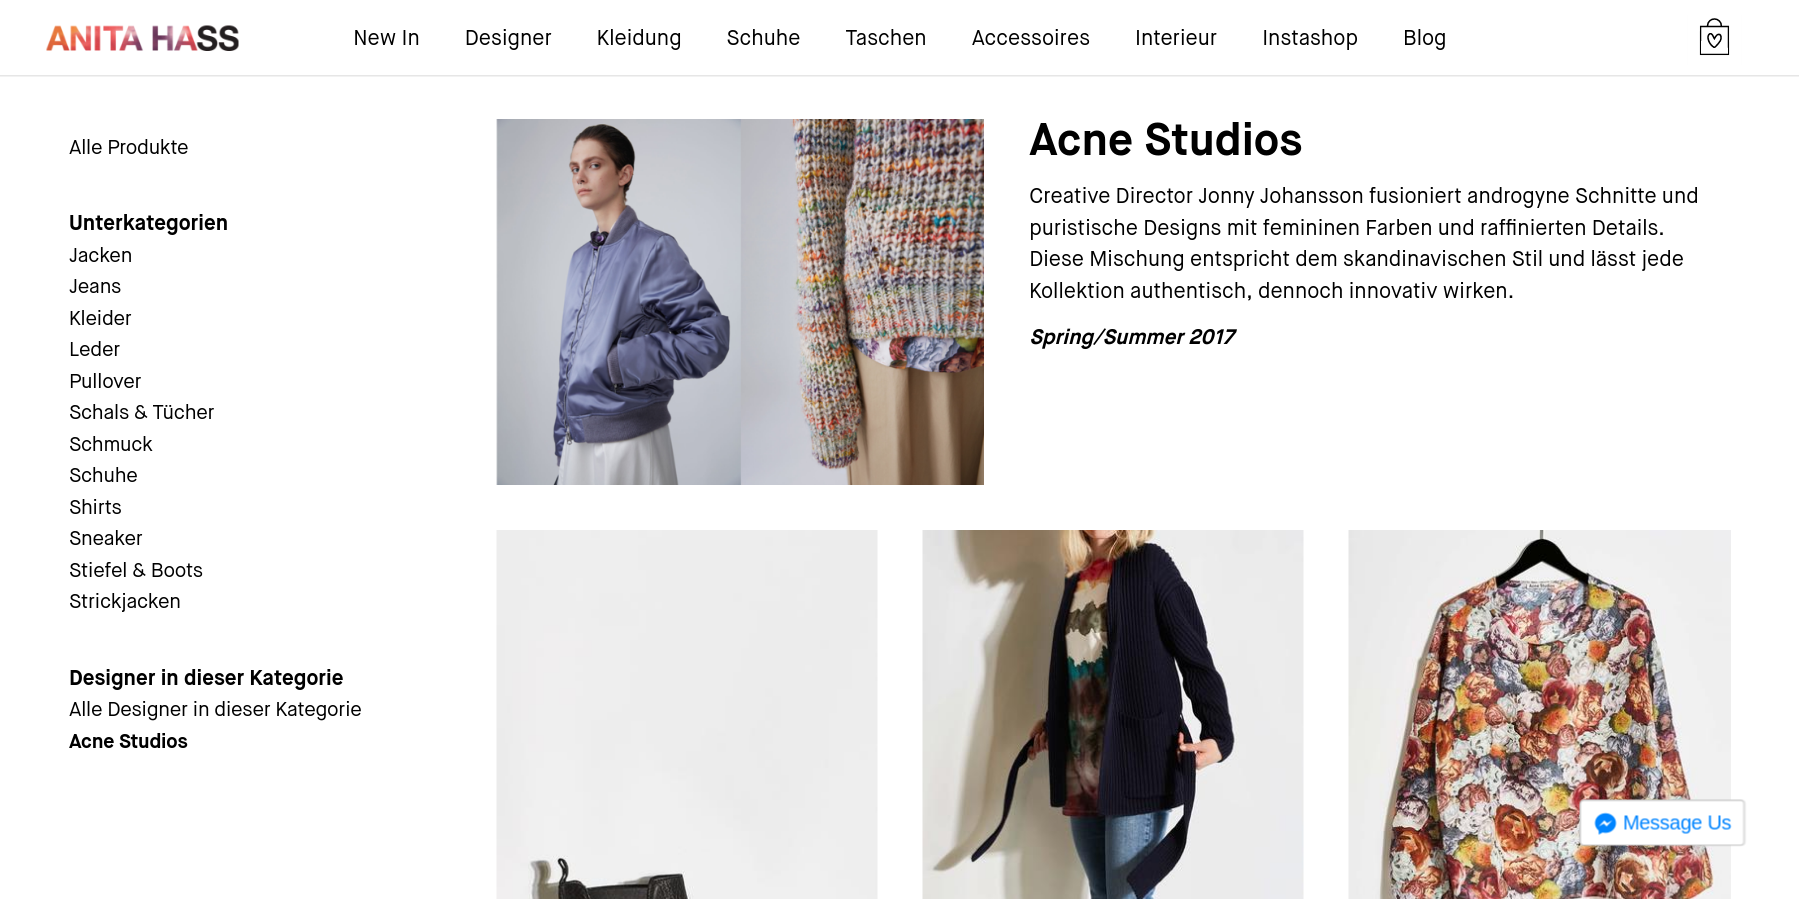 ANITA HASS
New In
Designer
Kleidung
Schuhe
Taschen
Accessoires
Interieur
Instashop
Blog
Alle Produkte
Unterkategorien
Jacken
Jeans
Kleider
Leder
Pullover
Schals & Tücher
Schmuck
Schuhe
Shirts
Sneaker
Stiefel & Boots
Strickjacken
Designer in dieser Kategorie
Alle Designer in dieser Kategorie
Acne Studios
Acne Studios
Creative Director Jonny Johansson fusioniert androgyne Schnitte und
puristische Designs mit femininen Farben und raffinierten Details.
Diese Mischung entspricht dem skandinavischen Stil und lässt jede
Kollektion authentisch, dennoch innovativ wirken.
Spring/Summer 2017
Acne Studios
Message Us